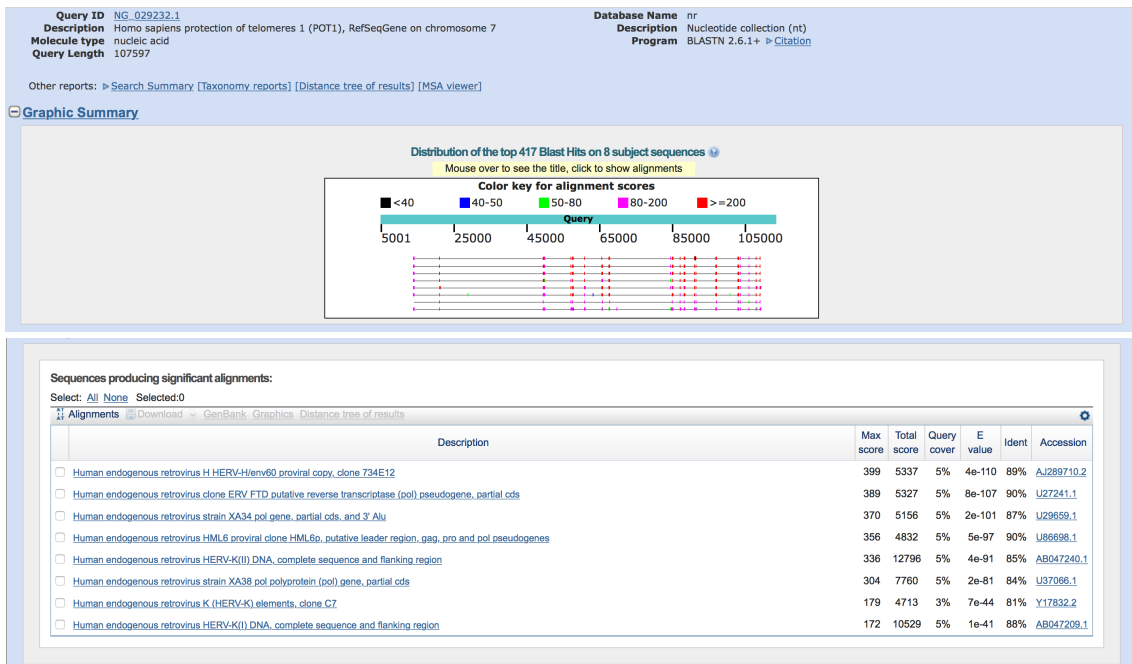 Query ID NG_029232.1
Description Homo sapiens protection of telomeres 1 (POT1), RefSeqGene on chromosome 7
Molecule type nucleic acid
Query Length 107597
Database Name nr
Description Nucleotide collection (nt)
Program BLASTN 2.6.1+ Citation
Other reports: Search Summary [Taxonomy reports] [Distance tree of results] [MSA viewer]
Graphic Summary
Distribution of the top 417 Blast Hits on 8 subject sequences
Mouse over to see the title, click to show alignments
Color key for alignment scores
<40 40-50 50-80 80-200 >=200
Query
5001 25000 45000 65000 85000 105000
Sequences producing significant alignments:
Select: All None Selected:0
Alignments Download GenBank Graphics Distance tree of results
Description Max score Total score Query cover E value Ident Accession
Human endogenous retrovirus H HERV-H/env60 proviral copy, clone 734E12 399 5337 5% 4e-110 89% AJ289710.2
Human endogenous retrovirus clone ERV FTD putative reverse transcriptase (pol) pseudogene, partial cds 389 5327 5% 8e-107 90% U27241.1
Human endogenous retrovirus strain XA34 pol gene, partial cds, and 3' Alu 370 5156 5% 2e-101 87% U29659.1
Human endogenous retrovirus HML6 proviral clone HML6p, putative leader region, gag, pro and pol pseudogenes 356 4832 5% 5e-97 90% U86698.1
Human endogenous retrovirus HERV-K(II) DNA, complete sequence and flanking region 336 12796 5% 4e-91 85% AB047240.1
Human endogenous retrovirus strain XA38 pol polyprotein (pol) gene, partial cds 304 7760 5% 2e-81 84% U37066.1
Human endogenous retrovirus K (HERV-K) elements, clone C7 179 4713 3% 7e-44 81% Y17832.2
Human endogenous retrovirus HERV-K(I) DNA, complete sequence and flanking region 172 10529 5% 1e-41 88% AB047209.1